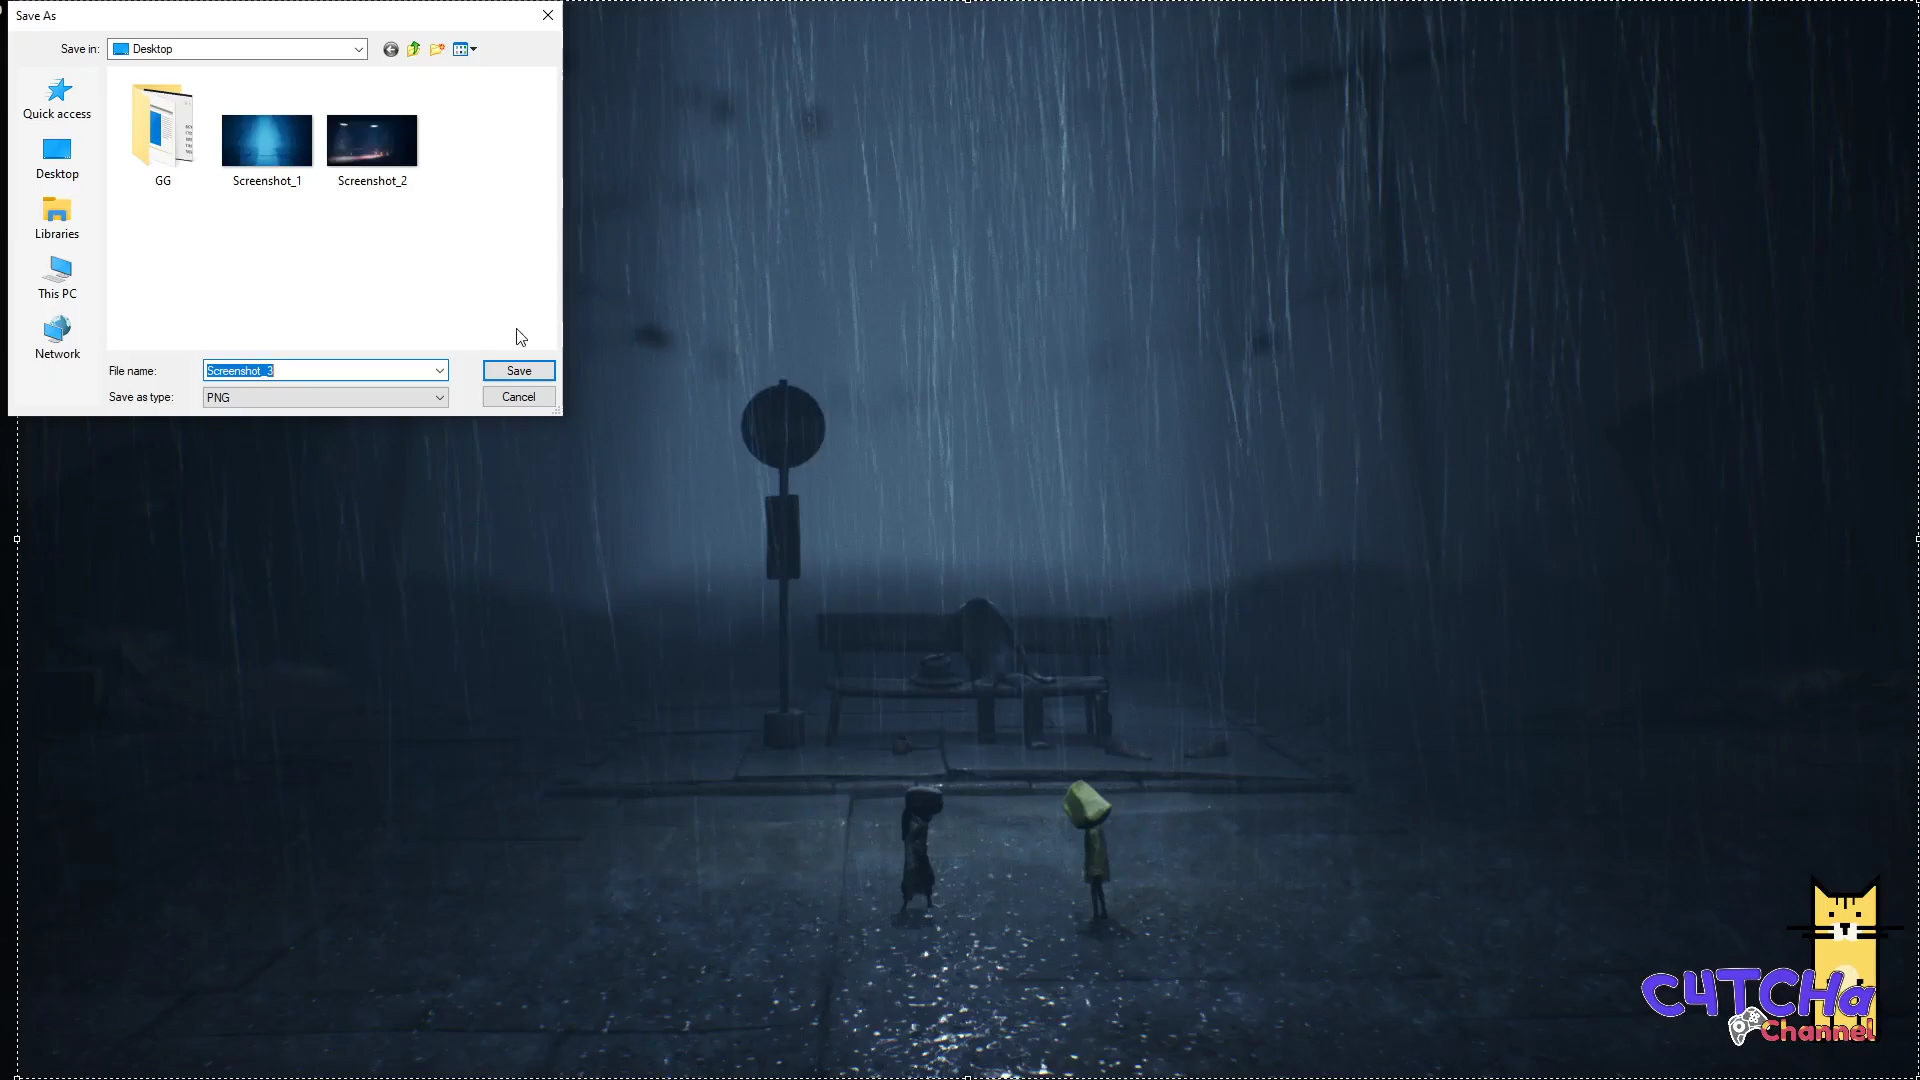 Save As
Save in:
Desktop
Quick access
Desktop
Libraries
This PC
Network
GG
Screenshot_1
Screenshot_2
File name:
Screenshot_3
Save
Save as type:
PNG
Cancel
C4TCHa
Channel